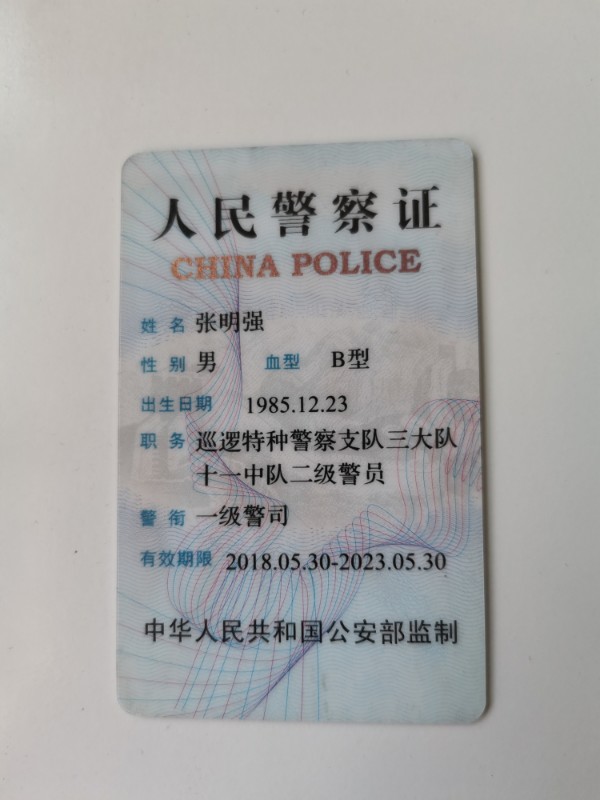 人民警察证
CHINA POLICE
姓 名 张明强
性 别 男 血型 B型
出生日期 1985.12.23
职 务 巡逻特种警察支队三大队
十一中队二级警员
警 衔 一级警司
有效期限 2018.05.30-2023.05.30
中华人民共和国公安部监制